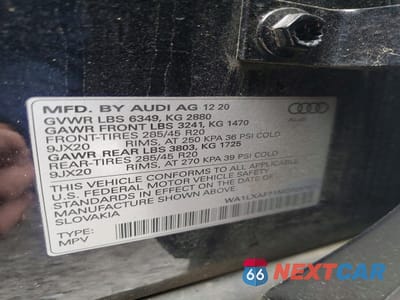 MFD. BY AUDI AG 12 20
GVWR LBS 6349, KG 2880
GAWR FRONT LBS 3241, KG 1470
FRONT-TIRES 285/45 R20
9JX20 RIMS, AT 250 KPA 36 PSI COLD
GAWR REAR LBS 3803, KG 1725
REAR-TIRES 285/45 R20
9JX20 RIMS, AT 270 KPA 39 PSI COLD
THIS VEHICLE CONFORMS TO ALL APPLICABLE
U.S. FEDERAL MOTOR VEHICLE SAFETY
STANDARDS IN EFFECT ON THE DATE OF
MANUFACTURE SHOWN ABOVE
SLOVAKIA
TYPE:
MPV
Audi
66 NEXTCAR